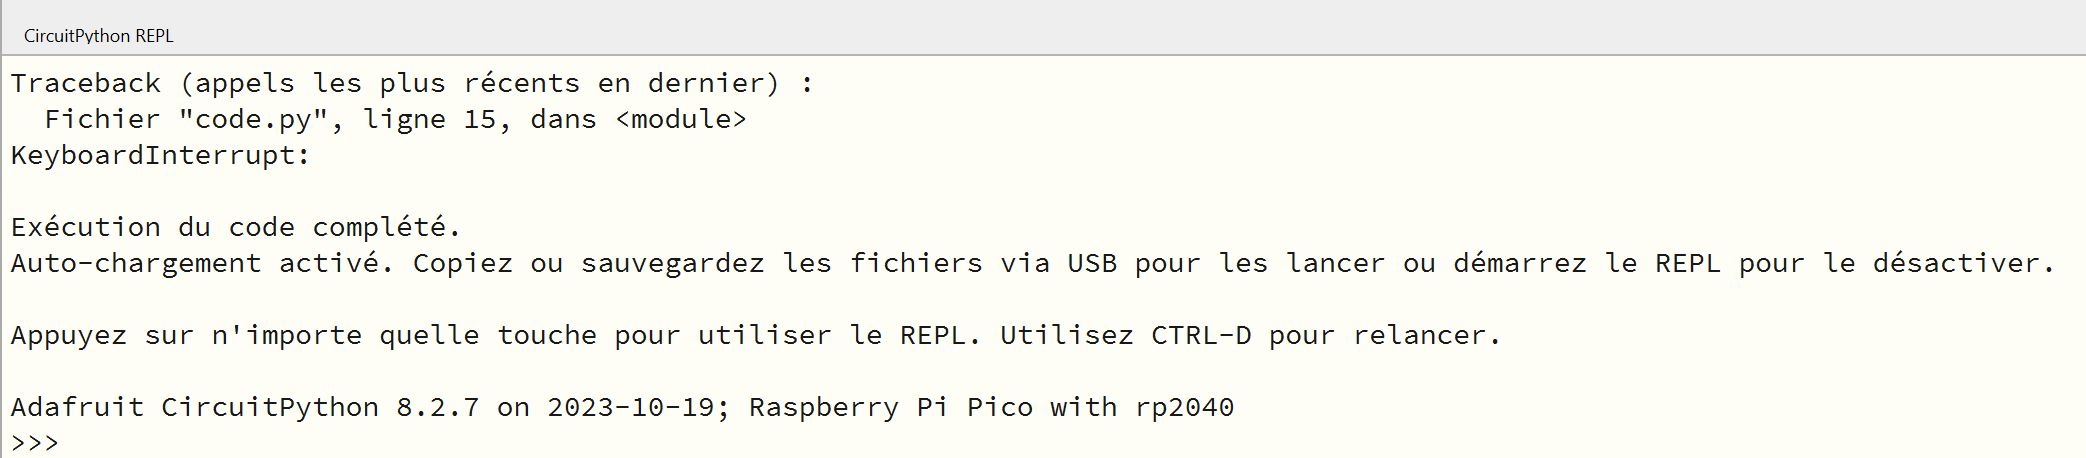 CircuitPython REPL
Traceback (appels les plus récents en dernier) :
  Fichier "code.py", ligne 15, dans <module>
KeyboardInterrupt:
Exécution du code complété.
Auto-chargement activé. Copiez ou sauvegardez les fichiers via USB pour les lancer ou démarrez le REPL pour le désactiver.
Appuyez sur n'importe quelle touche pour utiliser le REPL. Utilisez CTRL-D pour relancer.
Adafruit CircuitPython 8.2.7 on 2023-10-19; Raspberry Pi Pico with rp2040
>>>